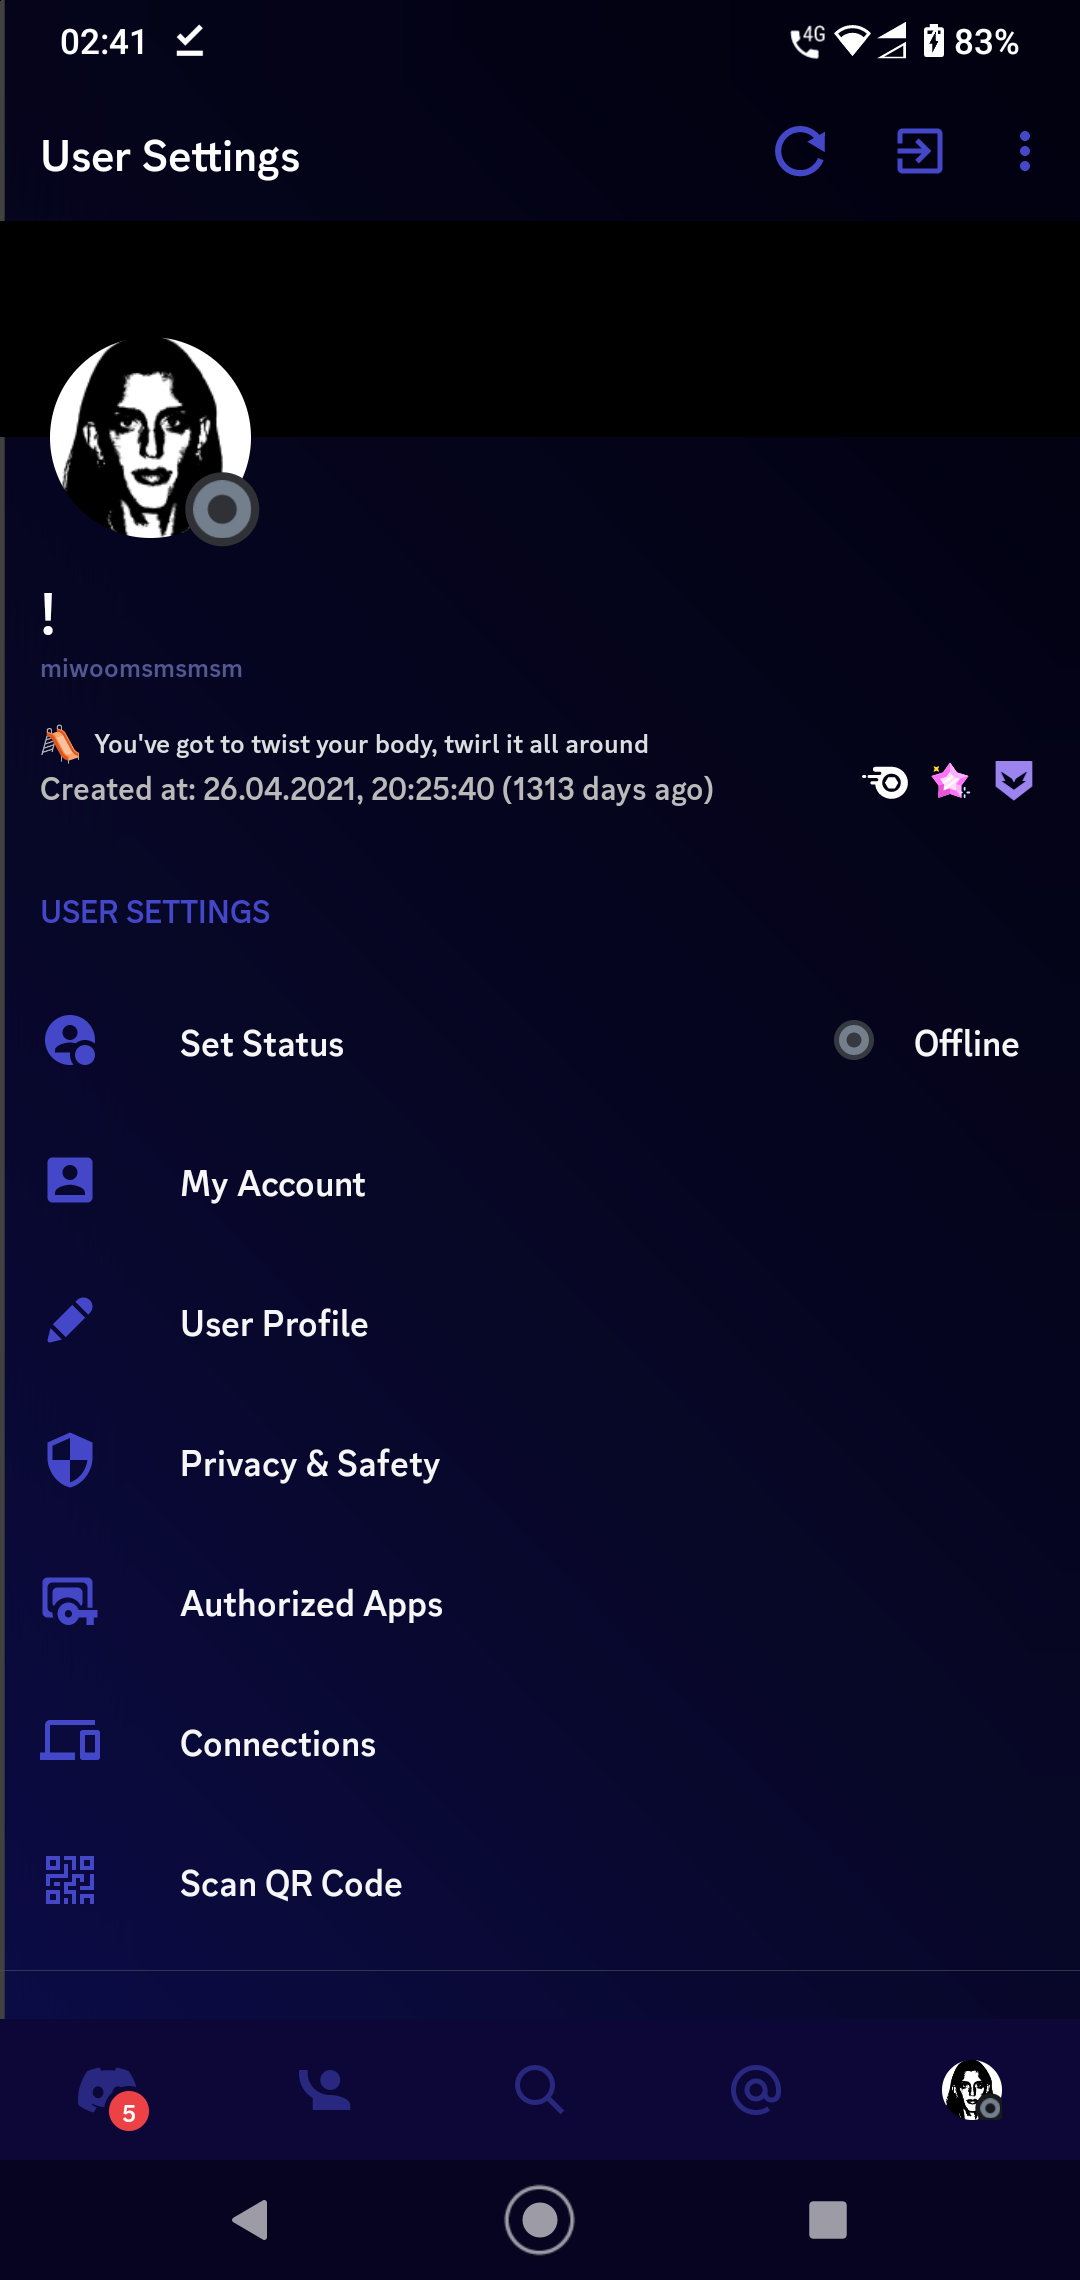 02:41
4G
83%
User Settings
!
miwoomsmsmsm
You've got to twist your body, twirl it all around
Created at: 26.04.2021, 20:25:40 (1313 days ago)
USER SETTINGS
Set Status
Offline
My Account
User Profile
Privacy & Safety
Authorized Apps
Connections
Scan QR Code
5